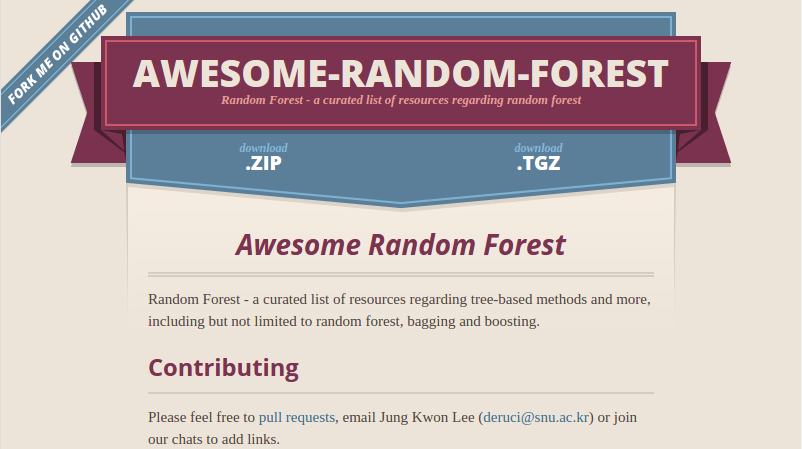 FORK ME ON GITHUB
AWESOME-RANDOM-FOREST
Random Forest - a curated list of resources regarding random forest
download
.ZIP
download
.TGZ
Awesome Random Forest
Random Forest - a curated list of resources regarding tree-based methods and more,
including but not limited to random forest, bagging and boosting.
Contributing
Please feel free to pull requests, email Jung Kwon Lee (deruci@snu.ac.kr) or join
our chats to add links.